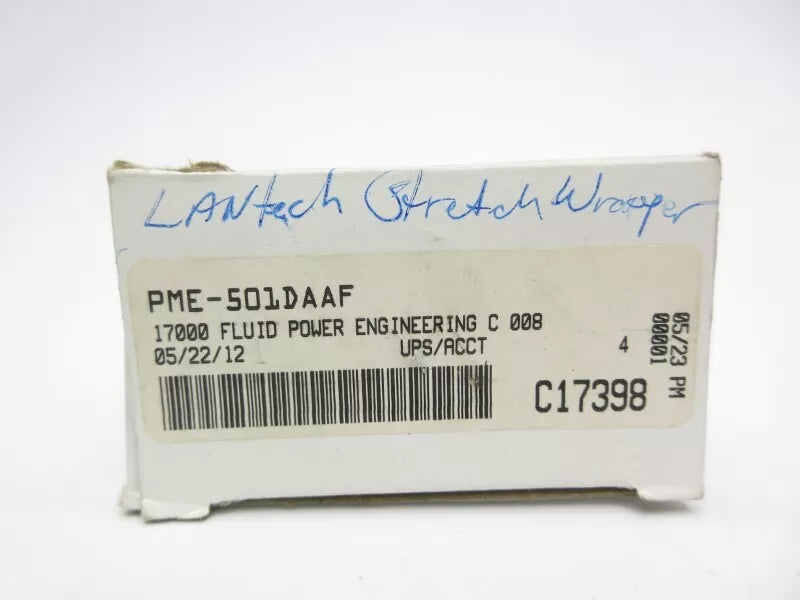 LANtech Stretch Wrapper
PME-501DAAF
17000 FLUID POWER ENGINEERING C 008
05/22/12 UPS/ACCT 4
C17398
05/23 PM
00001